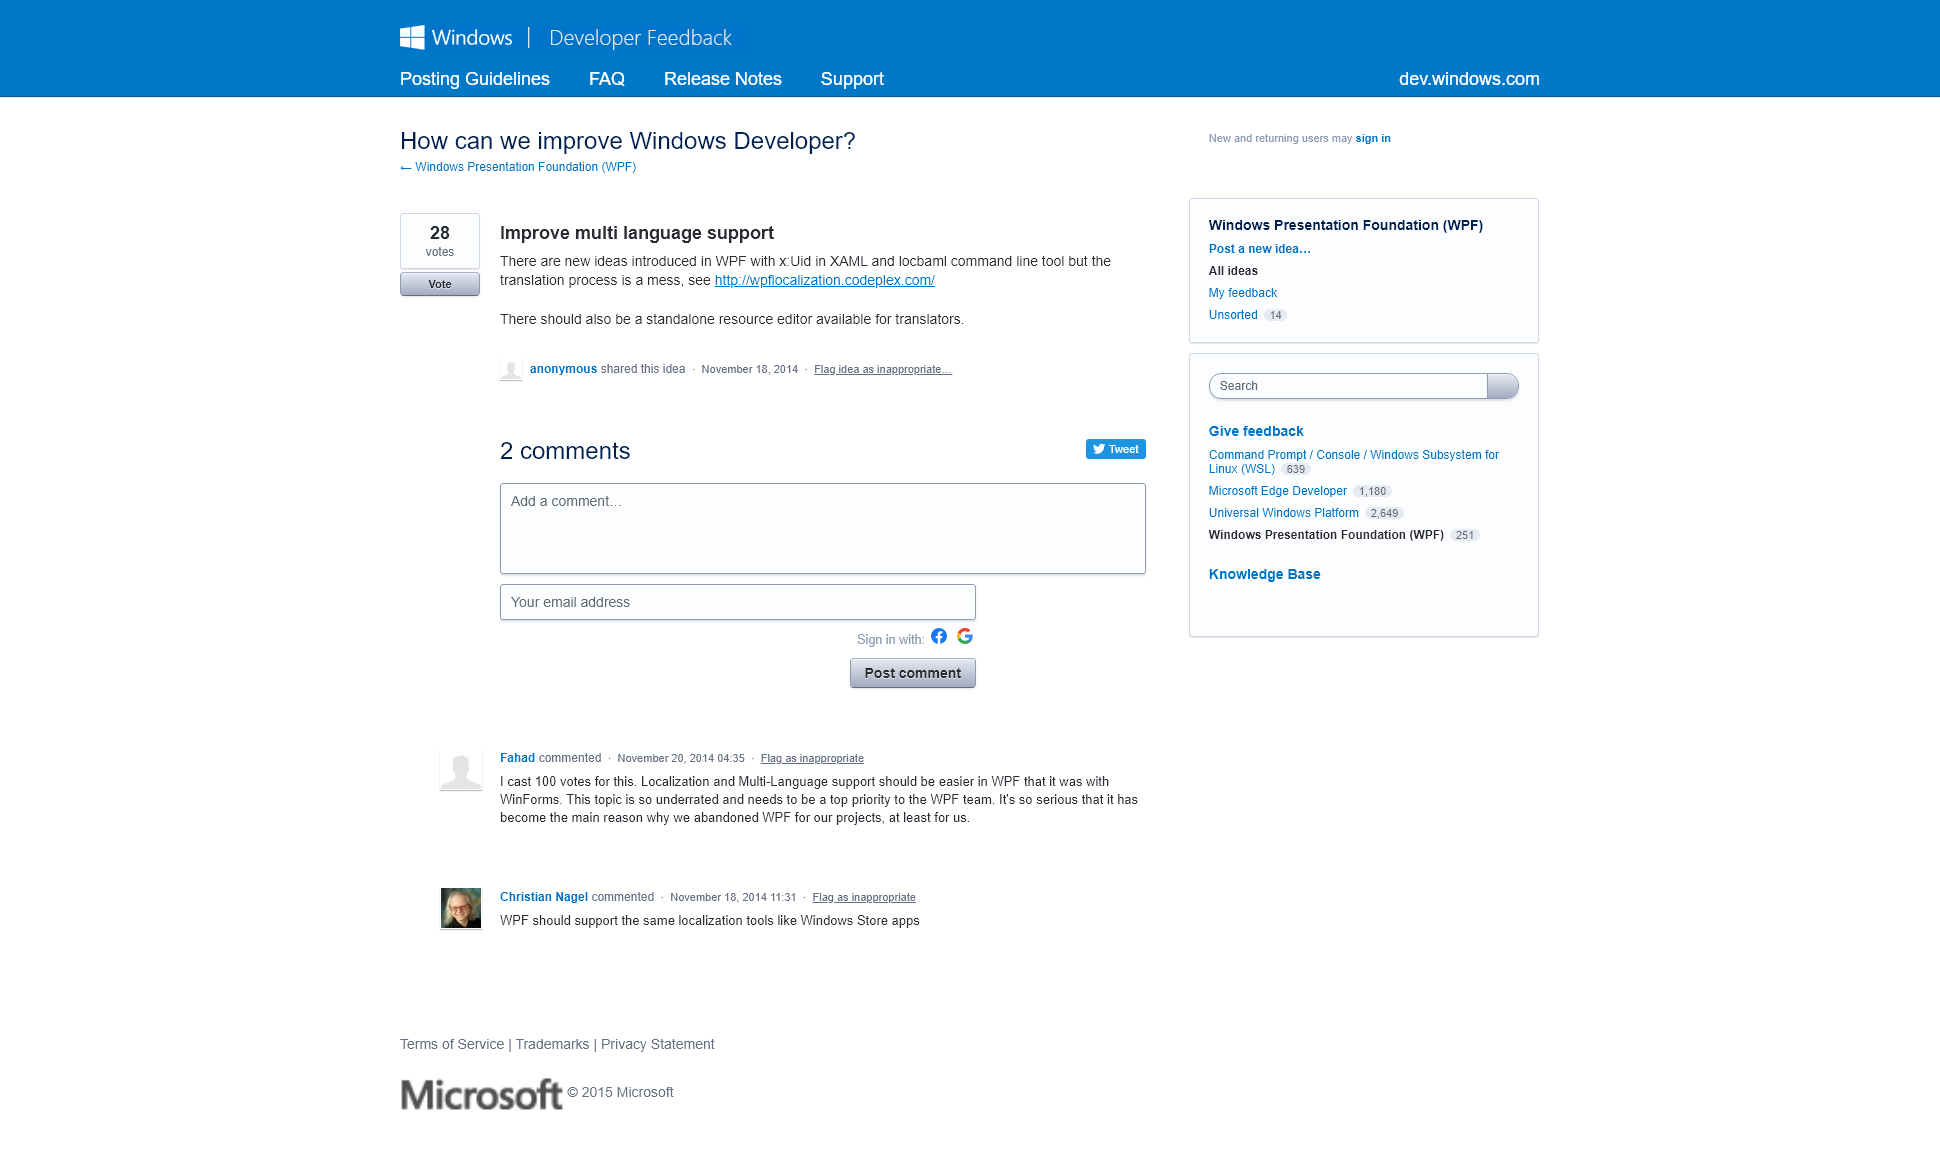 Windows | Developer Feedback
Posting Guidelines FAQ Release Notes Support dev.windows.com
How can we improve Windows Developer?
← Windows Presentation Foundation (WPF)
New and returning users may sign in
28
votes
Vote
Improve multi language support
There are new ideas introduced in WPF with x:Uid in XAML and locbaml command line tool but the
translation process is a mess, see http://wpflocalization.codeplex.com/
There should also be a standalone resource editor available for translators.
anonymous shared this idea · November 18, 2014 · Flag idea as inappropriate…
2 comments
Tweet
Add a comment…
Your email address
Sign in with:
Post comment
Fahad commented · November 20, 2014 04:35 · Flag as inappropriate
I cast 100 votes for this. Localization and Multi-Language support should be easier in WPF that it was with
WinForms. This topic is so underrated and needs to be a top priority to the WPF team. It's so serious that it has
become the main reason why we abandoned WPF for our projects, at least for us.
Christian Nagel commented · November 18, 2014 11:31 · Flag as inappropriate
WPF should support the same localization tools like Windows Store apps
Windows Presentation Foundation (WPF)
Post a new idea…
All ideas
My feedback
Unsorted 14
Search
Give feedback
Command Prompt / Console / Windows Subsystem for
Linux (WSL) 639
Microsoft Edge Developer 1,180
Universal Windows Platform 2,649
Windows Presentation Foundation (WPF) 251
Knowledge Base
Terms of Service | Trademarks | Privacy Statement
Microsoft © 2015 Microsoft